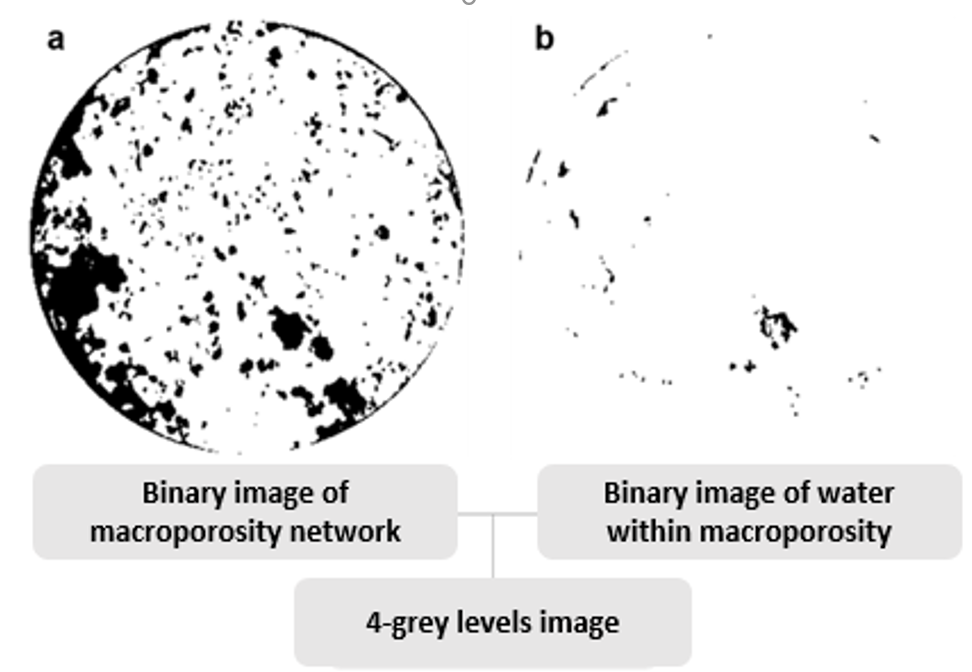 a
b
Binary image of
macroporosity network
Binary image of water
within macroporosity
4-grey levels image